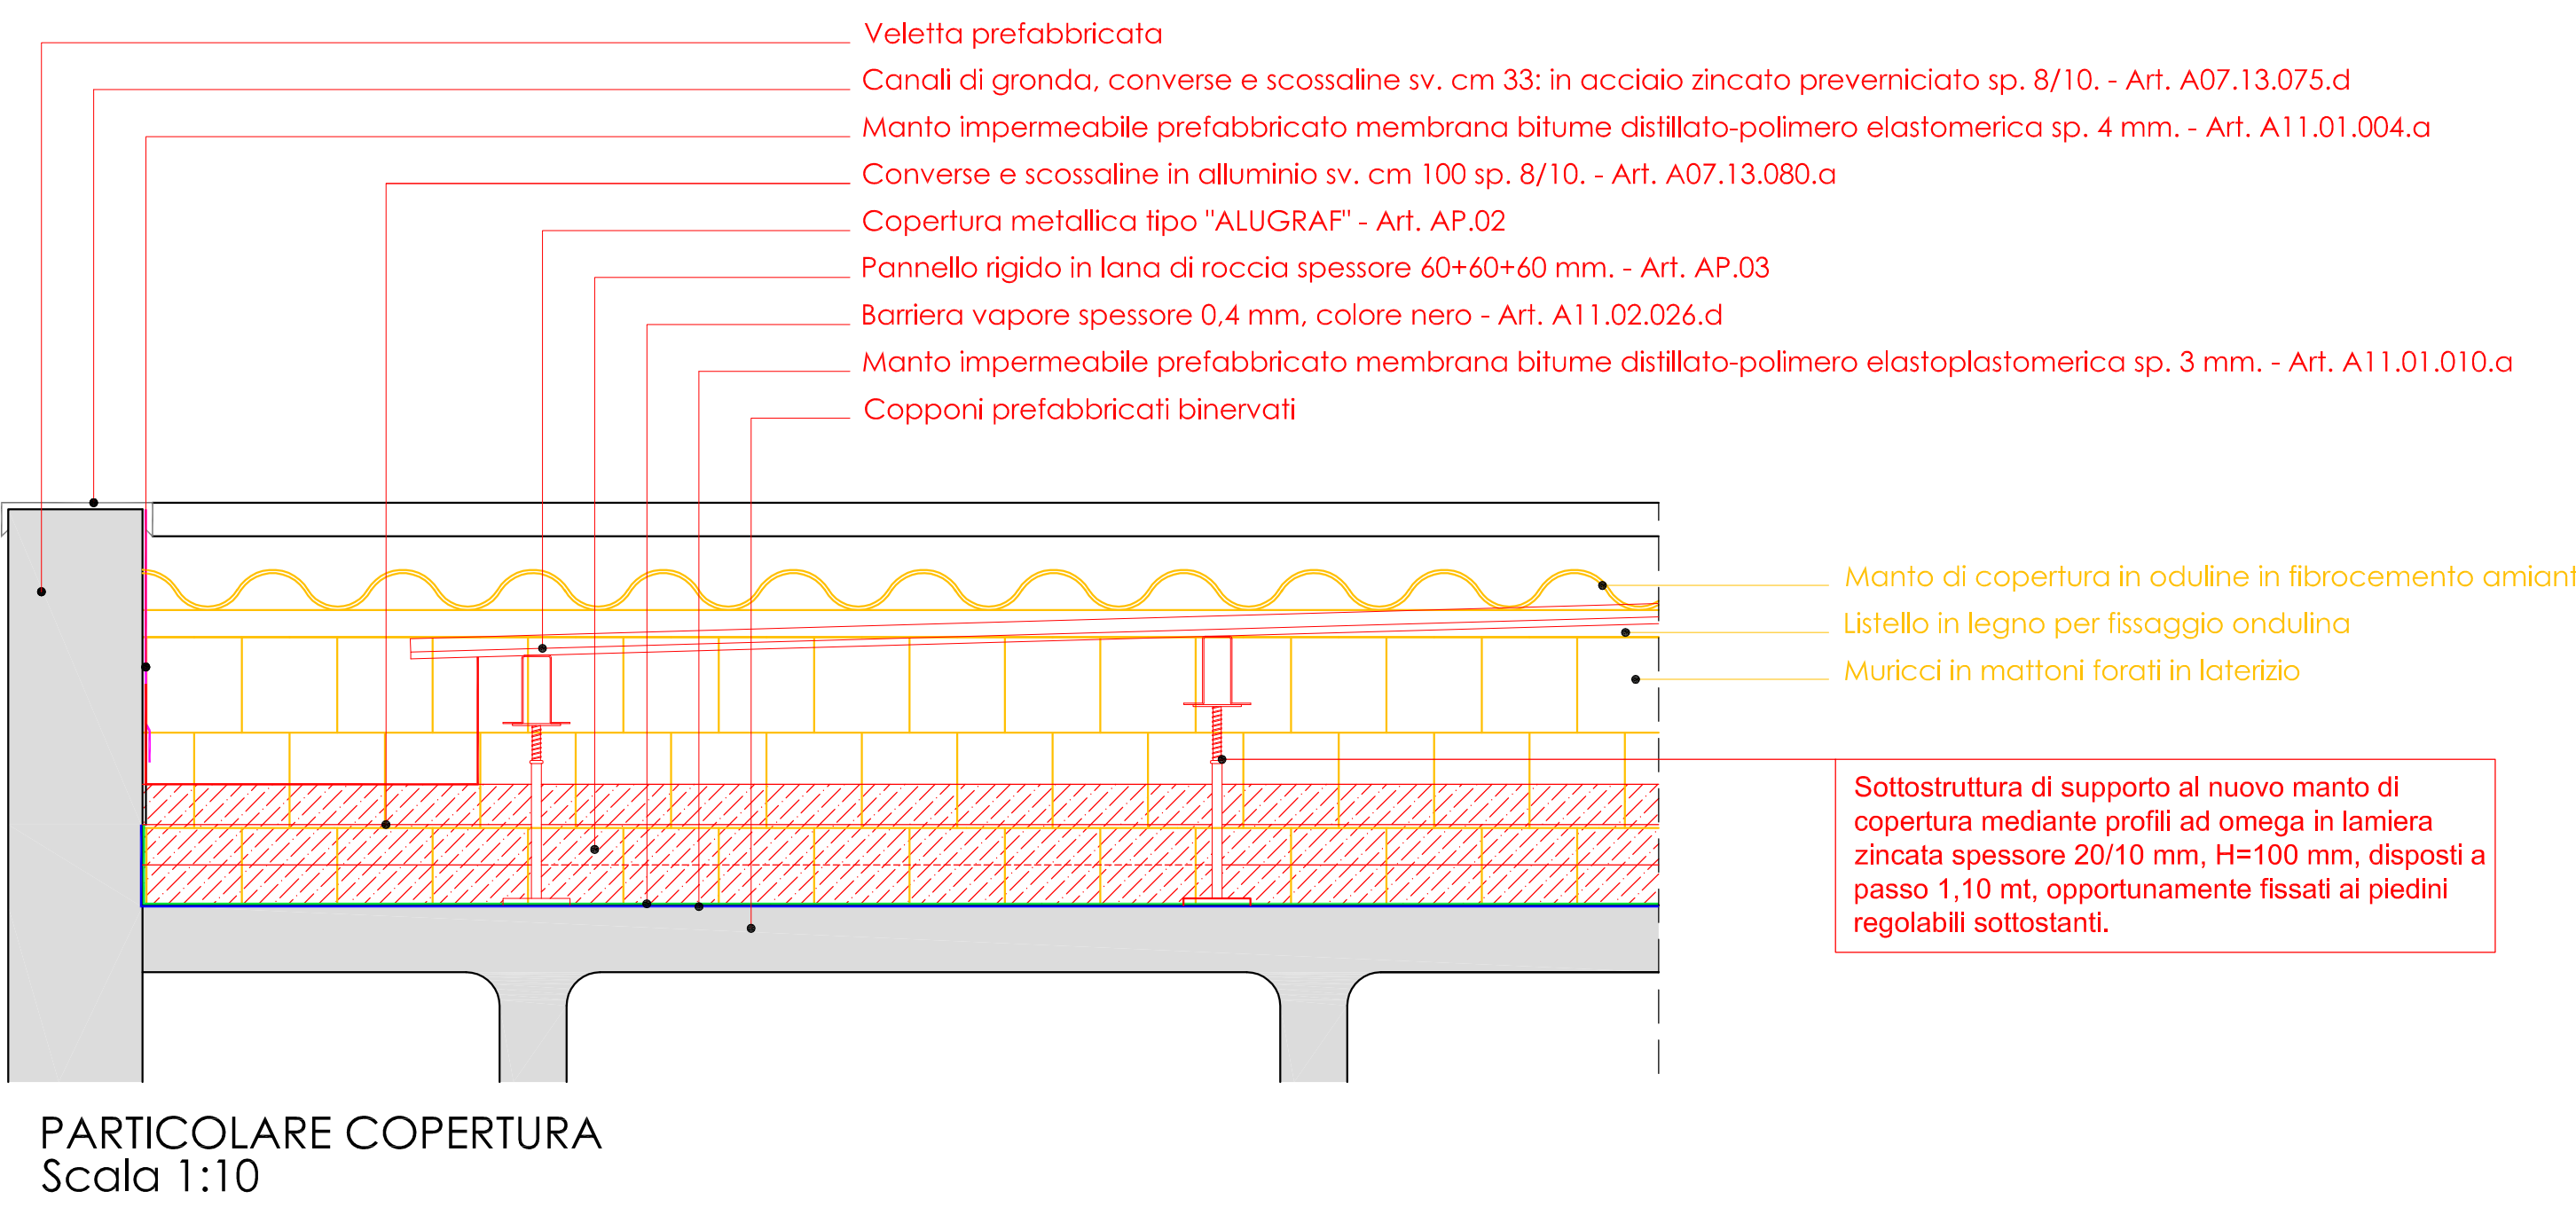 Veletta prefabbricata
Canali di gronda, converse e scossaline sv. cm 33: in acciaio zincato preverniciato sp. 8/10. - Art. A07.13.075.d
Manto impermeabile prefabbricato membrana bitume distillato-polimero elastomerica sp. 4 mm. - Art. A11.01.004.a
Converse e scossaline in alluminio sv. cm 100 sp. 8/10. - Art. A07.13.080.a
Copertura metallica tipo "ALUGRAF" - Art. AP.02
Pannello rigido in lana di roccia spessore 60+60+60 mm. - Art. AP.03
Barriera vapore spessore 0,4 mm, colore nero - Art. A11.02.026.d
Manto impermeabile prefabbricato membrana bitume distillato-polimero elastoplastomerica sp. 3 mm. - Art. A11.01.010.a
Copponi prefabbricati binervati
Manto di copertura in oduline in fibrocemento amiant
Listello in legno per fissaggio ondulina
Muricci in mattoni forati in laterizio
Sottostruttura di supporto al nuovo manto di
copertura mediante profili ad omega in lamiera
zincata spessore 20/10 mm, H=100 mm, disposti a
passo 1,10 mt, opportunamente fissati ai piedini
regolabili sottostanti.
PARTICOLARE COPERTURA
Scala 1:10